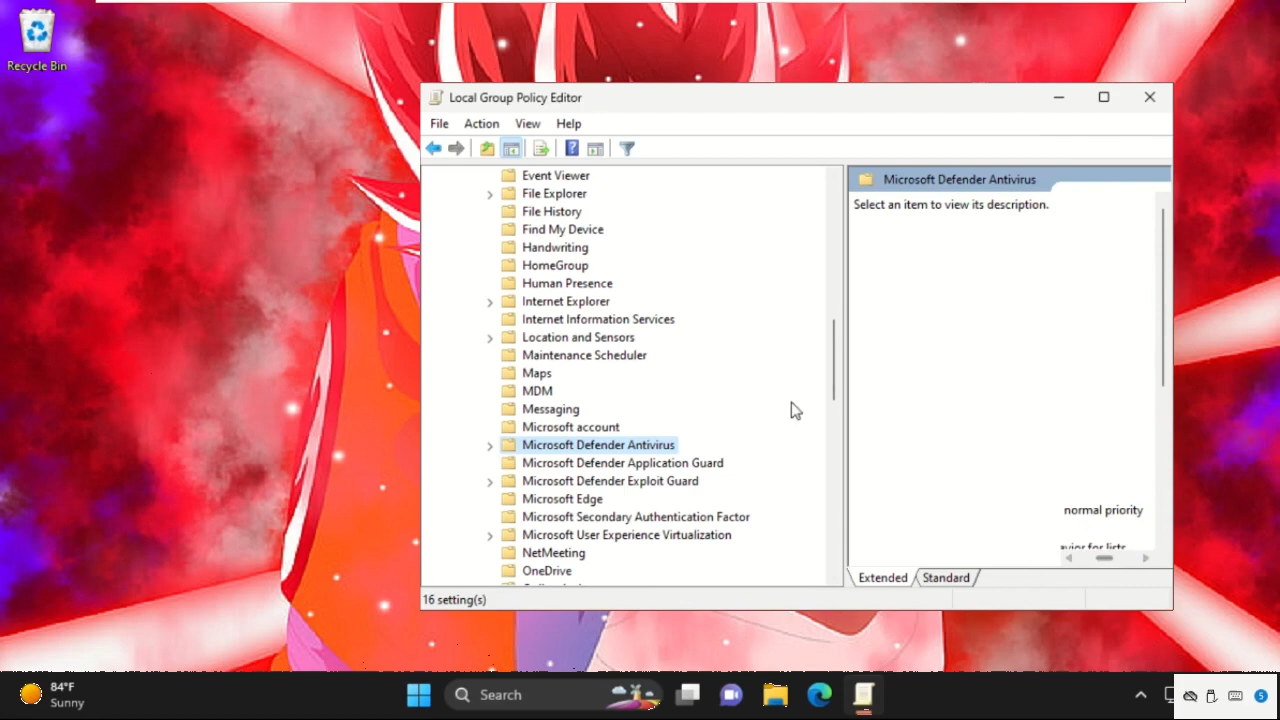 Recycle Bin
Local Group Policy Editor
File Action View Help
Event Viewer
File Explorer
File History
Find My Device
Handwriting
HomeGroup
Human Presence
Internet Explorer
Internet Information Services
Location and Sensors
Maintenance Scheduler
Maps
MDM
Messaging
Microsoft account
Microsoft Defender Antivirus
Microsoft Defender Application Guard
Microsoft Defender Exploit Guard
Microsoft Edge
Microsoft Secondary Authentication Factor
Microsoft User Experience Virtualization
NetMeeting
OneDrive
Microsoft Defender Antivirus
Select an item to view its description.
normal priority
for lists
Extended Standard
16 setting(s)
84°F
Sunny
Search
5